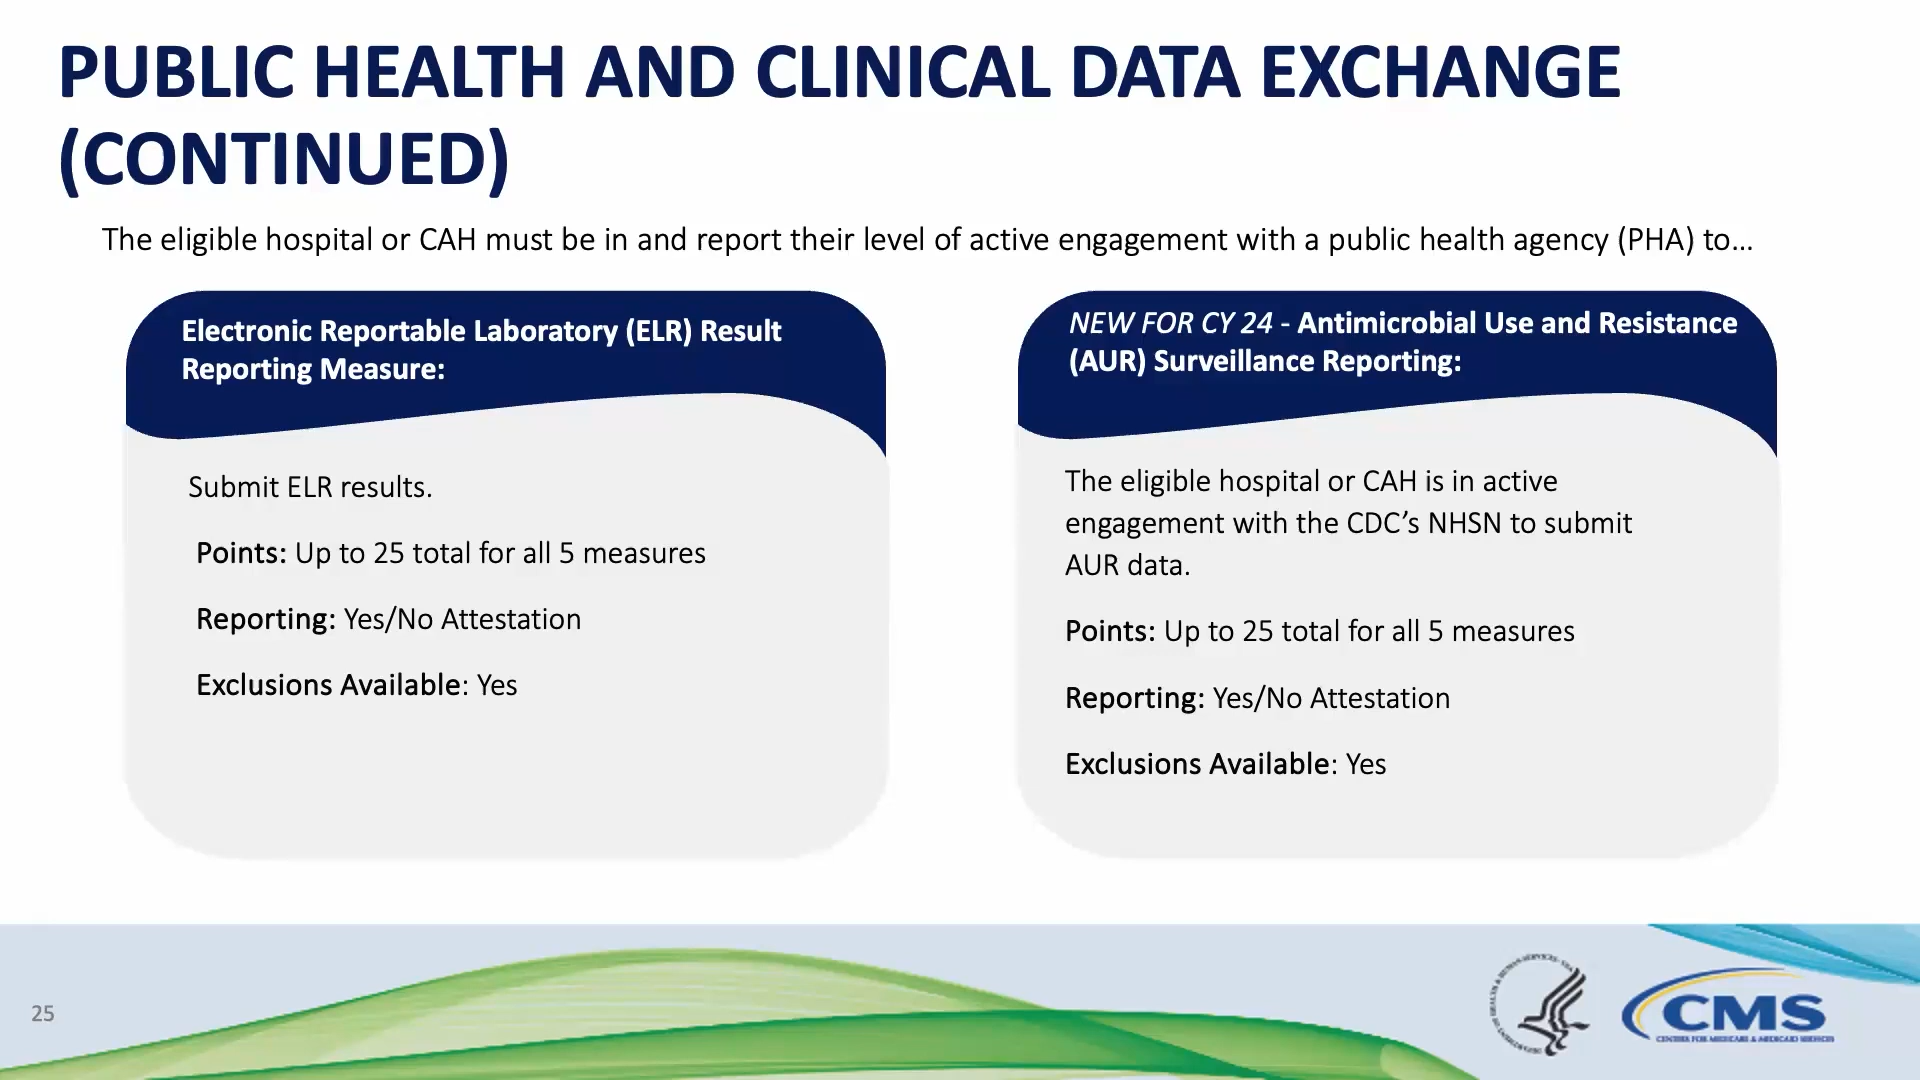 PUBLIC HEALTH AND CLINICAL DATA EXCHANGE
(CONTINUED)
The eligible hospital or CAH must be in and report their level of active engagement with a public health agency (PHA) to…
Electronic Reportable Laboratory (ELR) Result
Reporting Measure:
Submit ELR results.
Points: Up to 25 total for all 5 measures
Reporting: Yes/No Attestation
Exclusions Available: Yes
NEW FOR CY 24 - Antimicrobial Use and Resistance
(AUR) Surveillance Reporting:
The eligible hospital or CAH is in active
engagement with the CDC’s NHSN to submit
AUR data.
Points: Up to 25 total for all 5 measures
Reporting: Yes/No Attestation
Exclusions Available: Yes
25
CMS
CENTERS FOR MEDICARE & MEDICAID SERVICES